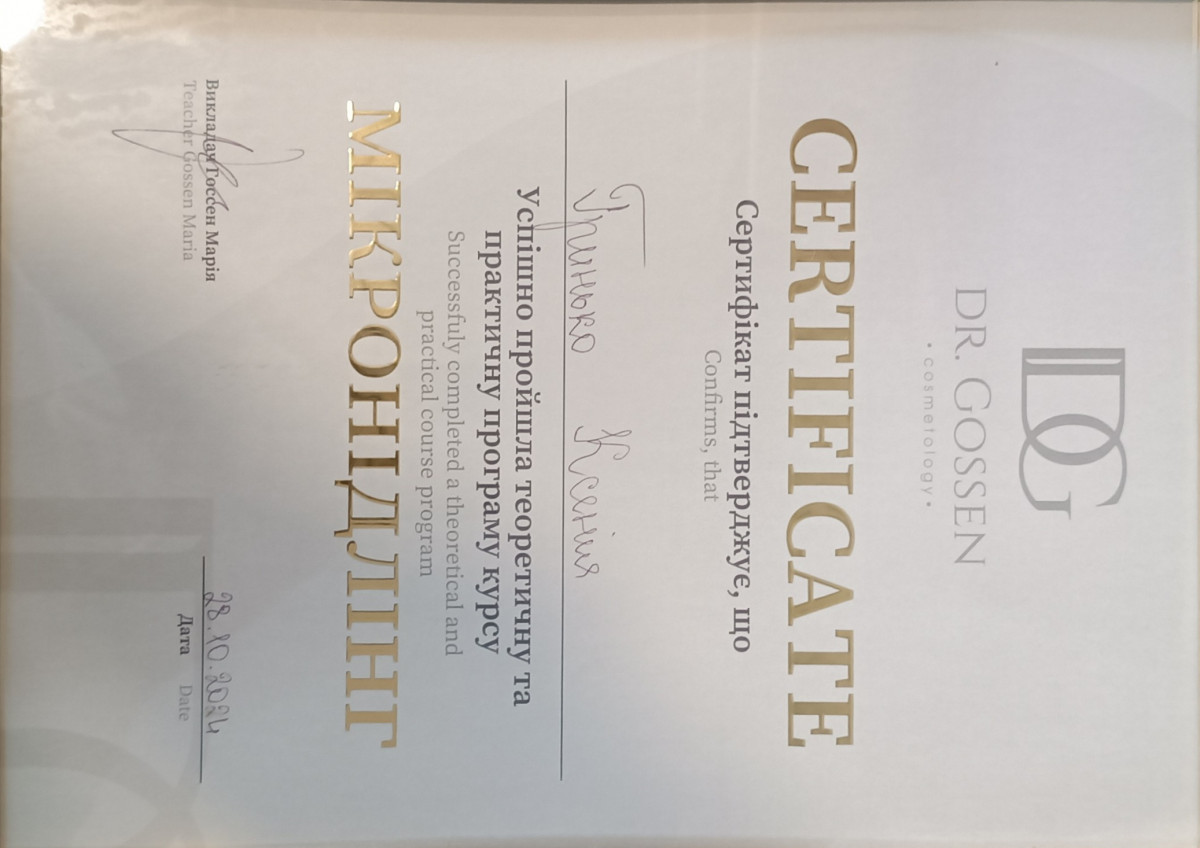 DG
DR. GOSSEN
• cosmetology •
CERTIFICATE
Сертифікат підтверджує, що
Confirms, that
Гринько Ксенія
Успішно пройшла теоретичну та
практичну програму курсу
Successfuly completed a theoretical and
practical course program
МІКРОНІДЛІНГ
28.10.2024
Викладач Госсен Марія
Teacher Gossen Maria
Дата Date